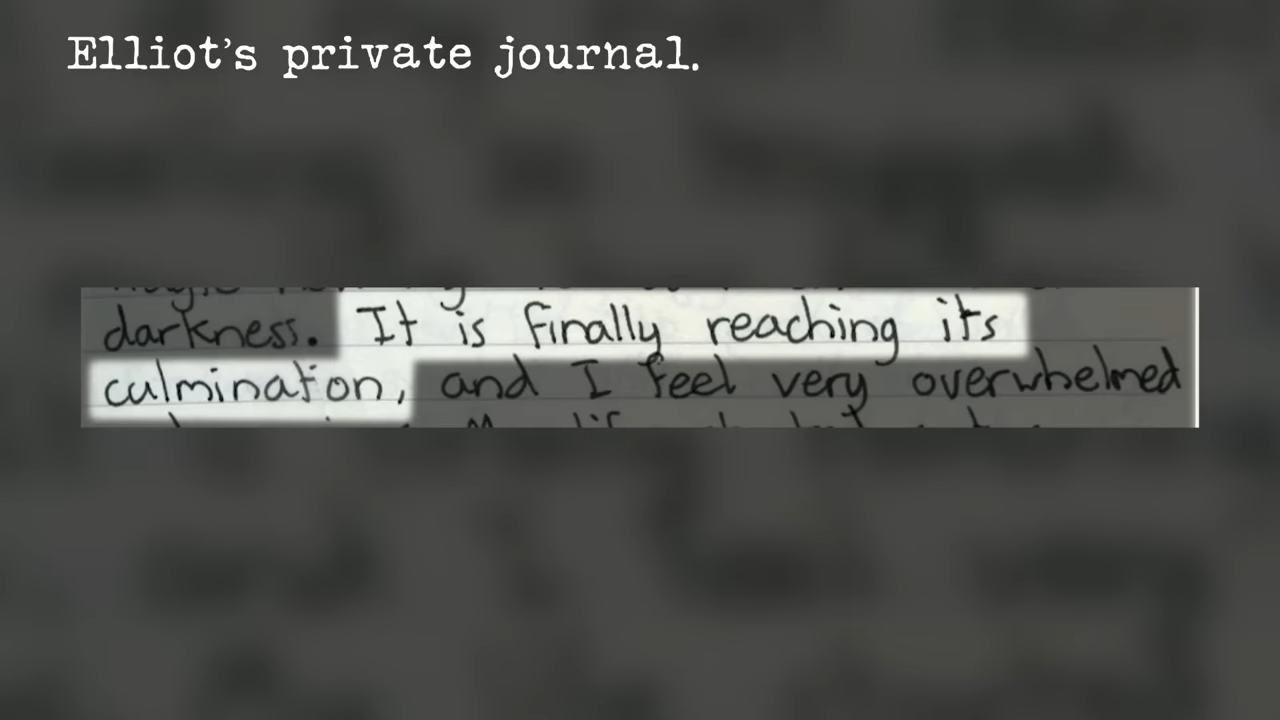 Elliot's private journal.
darkness. It is finally reaching its
culmination, and I feel very overwhelmed